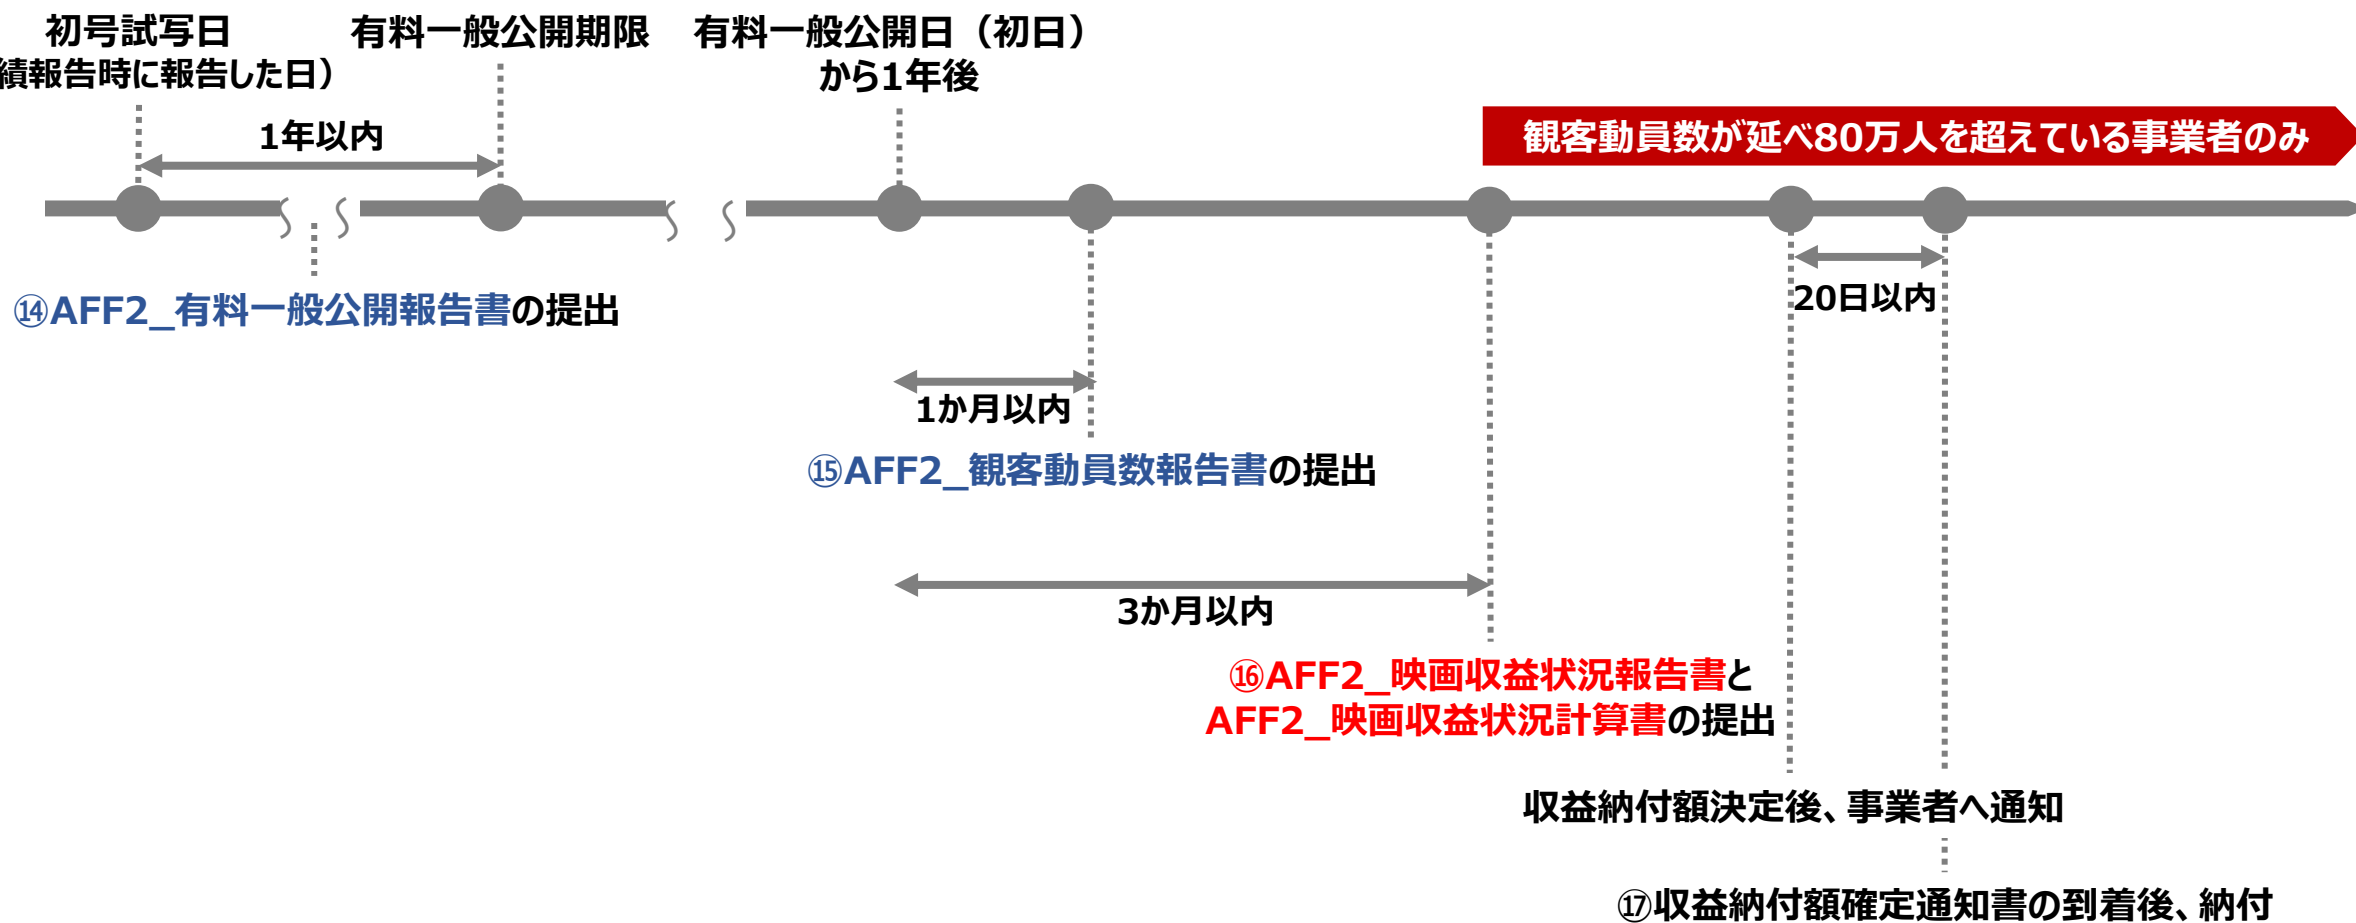 初号試写日
績報告時に報告した日）
有料一般公開期限
有料一般公開日（初日）
から1年後
1年以内
観客動員数が延べ80万人を超えている事業者のみ
⑭AFF2_有料一般公開報告書の提出
20日以内
1か月以内
⑮AFF2_観客動員数報告書の提出
3か月以内
⑯AFF2_映画収益状況報告書と
AFF2_映画収益状況計算書の提出
収益納付額決定後、事業者へ通知
⑰収益納付額確定通知書の到着後、納付